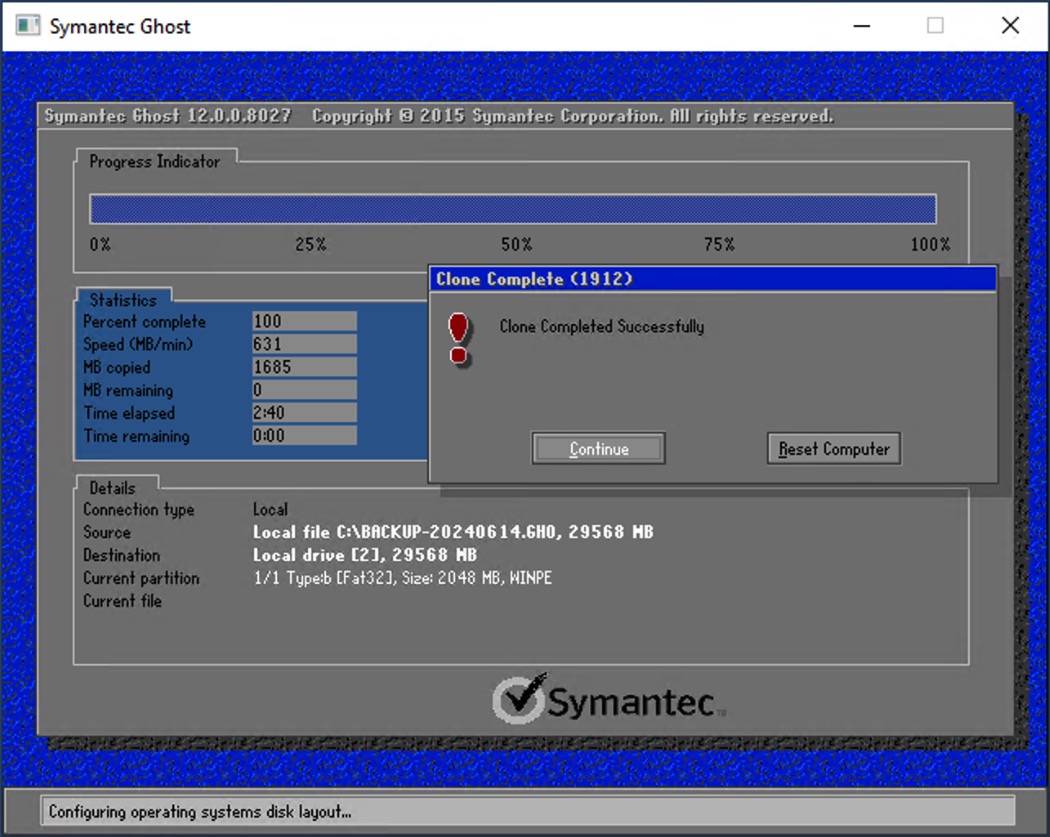 Symantec Ghost
Symantec Ghost 12.0.0.8027 Copyright © 2015 Symantec Corporation. All rights reserved.
Progress Indicator
0% 25% 50% 75% 100%
Clone Complete (1912)
Clone Completed Successfully
Continue Reset Computer
Statistics
Percent complete 100
Speed (MB/min) 631
MB copied 1685
MB remaining 0
Time elapsed 2:40
Time remaining 0:00
Details
Connection type Local
Source Local file C:\BACKUP-20240614.GHO, 29568 MB
Destination Local drive [2], 29568 MB
Current partition 1/1 Type:b [Fat32], Size: 2048 MB, WINPE
Current file
Symantec™
Configuring operating systems disk layout...